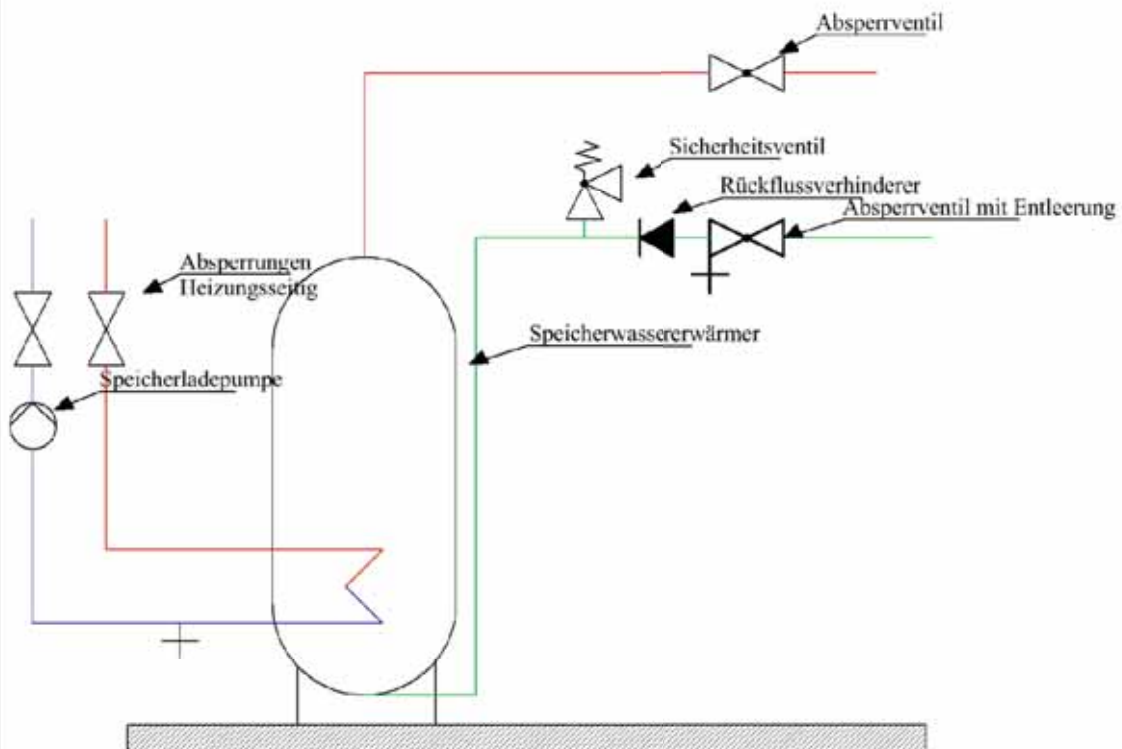 Absperrventil
Sicherheitsventil
Rückflussverhinderer
Absperrventil mit Entleerung
Absperrungen
Heizungsseitig
Speicherwassererwärmer
Speicherladepumpe